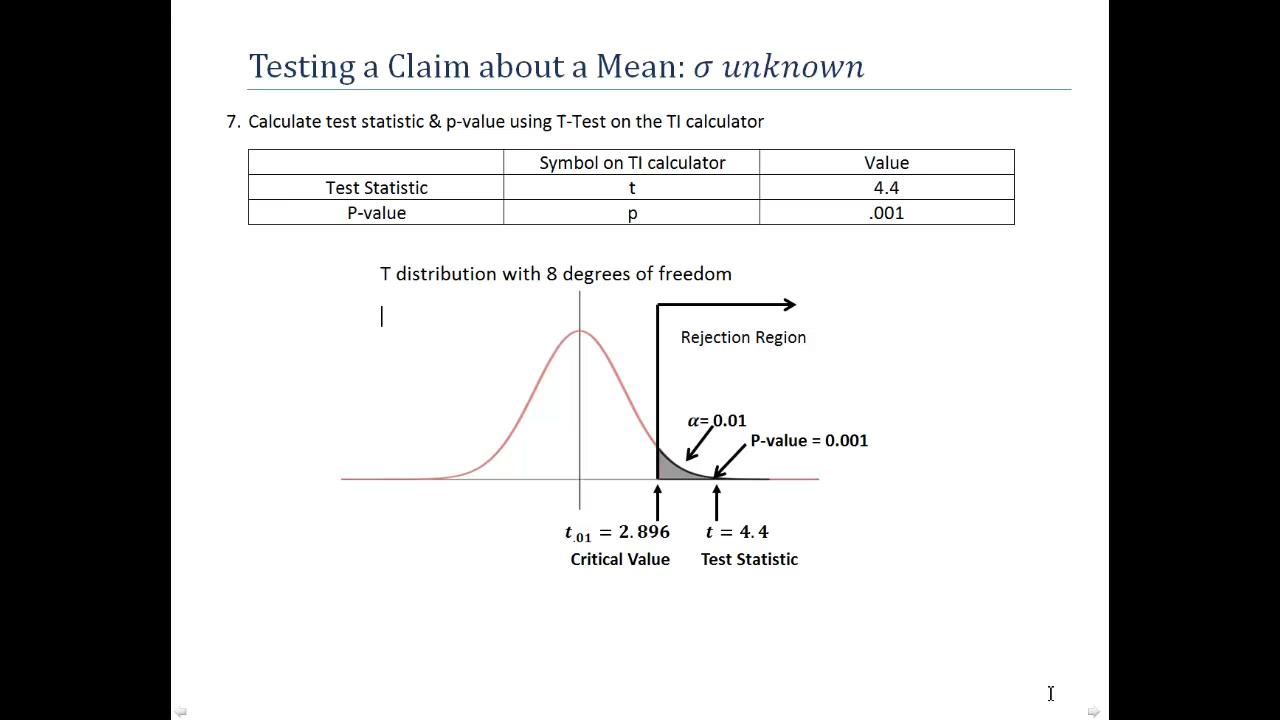 Testing a Claim about a Mean: σ unknown
7. Calculate test statistic & p-value using T-Test on the TI calculator
Symbol on TI calculator Value
Test Statistic t 4.4
P-value p .001
T distribution with 8 degrees of freedom
Rejection Region
α= 0.01
P-value = 0.001
t.01 = 2.896 t = 4.4
Critical Value Test Statistic